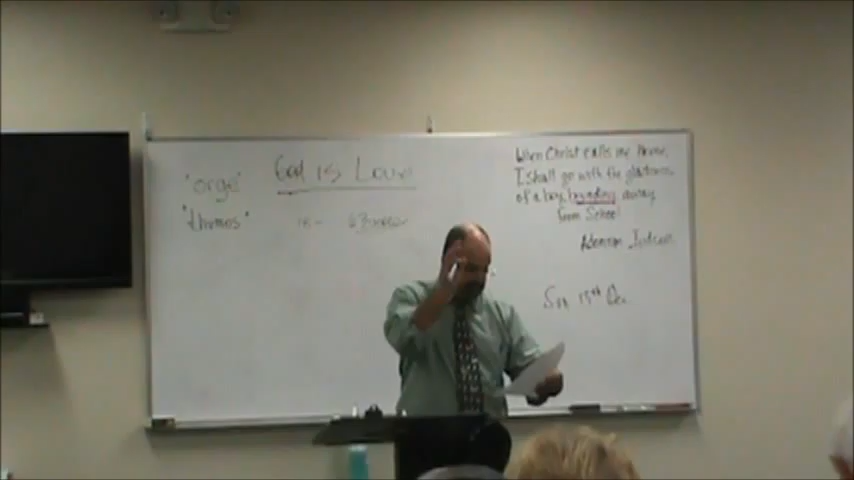 "orge"
God is Love
"thumos"
When Christ calls me Home,
I shall go with the gladness
of a boy bounding away
from School
Adoniram Judson
Sun 15th Dec